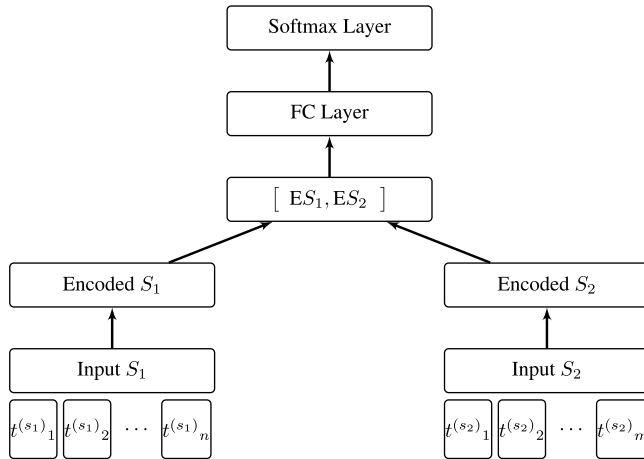 Softmax Layer
FC Layer
[ ES₁, ES₂ ]
Encoded S₁ Encoded S₂
Input S₁ Input S₂
t⁽ˢ¹⁾₁ t⁽ˢ¹⁾₂ ⋯ t⁽ˢ¹⁾ₙ t⁽ˢ²⁾₁ t⁽ˢ²⁾₂ ⋯ t⁽ˢ²⁾ₘ